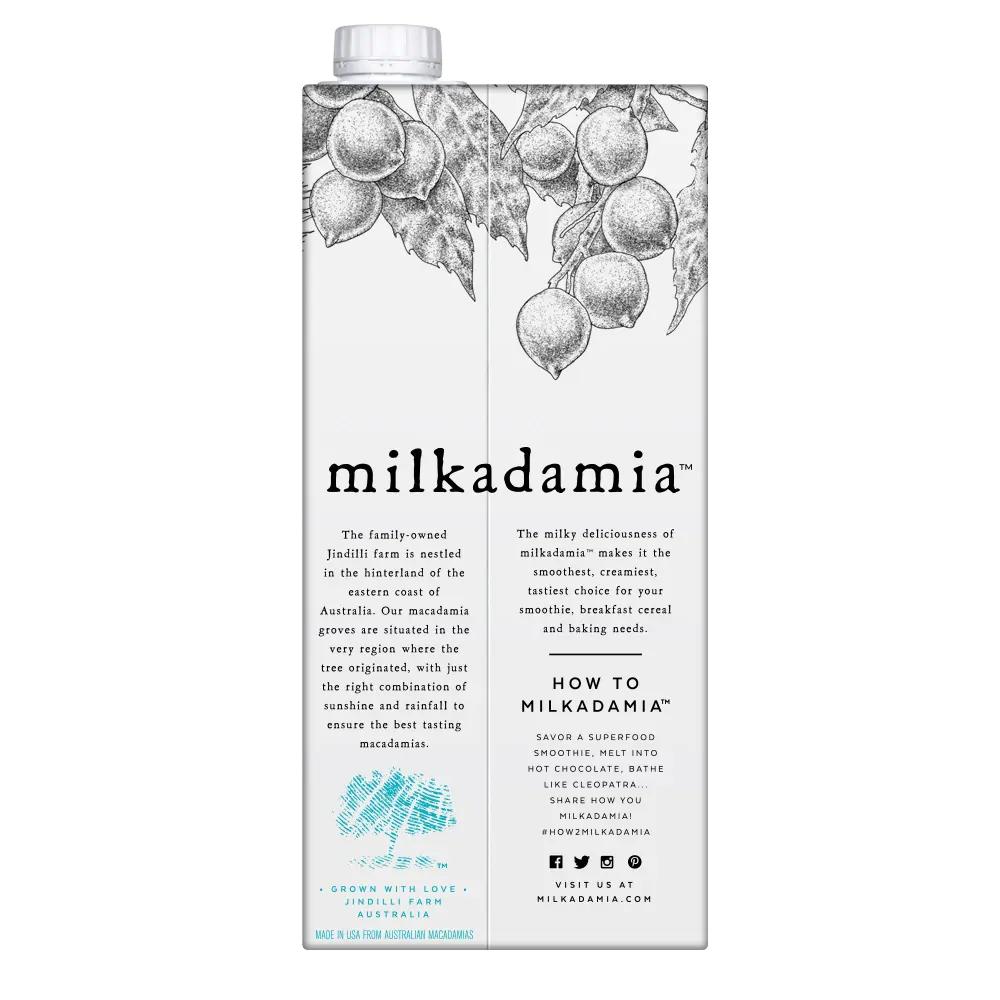 milkadamia™
The family-owned
Jindilli farm is nestled
in the hinterland of the
eastern coast of
Australia. Our macadamia
groves are situated in the
very region where the
tree originated, with just
the right combination of
sunshine and rainfall to
ensure the best tasting
macadamias.
TM
• GROWN WITH LOVE •
JINDILLI FARM
AUSTRALIA
MADE IN USA FROM AUSTRALIAN MACADAMIAS
The milky deliciousness of
milkadamia™ makes it the
smoothest, creamiest,
tastiest choice for your
smoothie, breakfast cereal
and baking needs.
HOW TO
MILKADAMIA™
SAVOR A SUPERFOOD
SMOOTHIE, MELT INTO
HOT CHOCOLATE, BATHE
LIKE CLEOPATRA...
SHARE HOW YOU
MILKADAMIA!
#HOW2MILKADAMIA
VISIT US AT
MILKADAMIA.COM